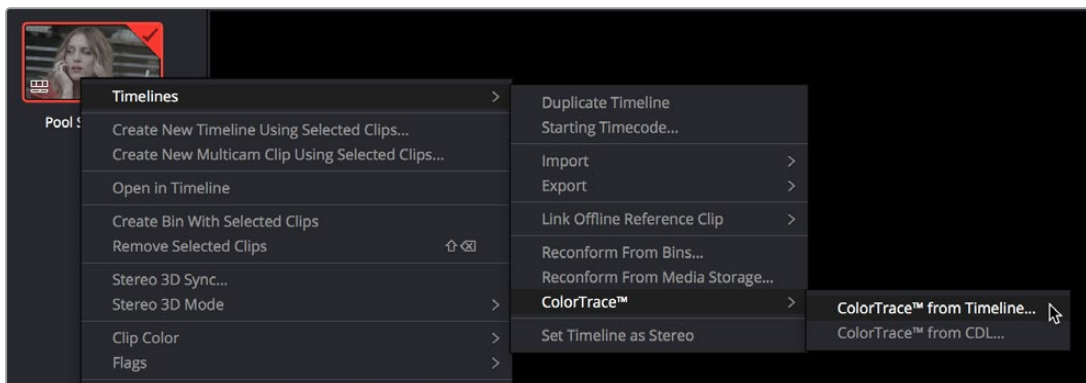 Pool S
Timelines
Create New Timeline Using Selected Clips...
Create New Multicam Clip Using Selected Clips...
Open in Timeline
Create Bin With Selected Clips
Remove Selected Clips
Stereo 3D Sync...
Stereo 3D Mode
Clip Color
Flags
Duplicate Timeline
Starting Timecode...
Import
Export
Link Offline Reference Clip
Reconform From Bins...
Reconform From Media Storage...
ColorTrace™
Set Timeline as Stereo
ColorTrace™ from Timeline...
ColorTrace™ from CDL...